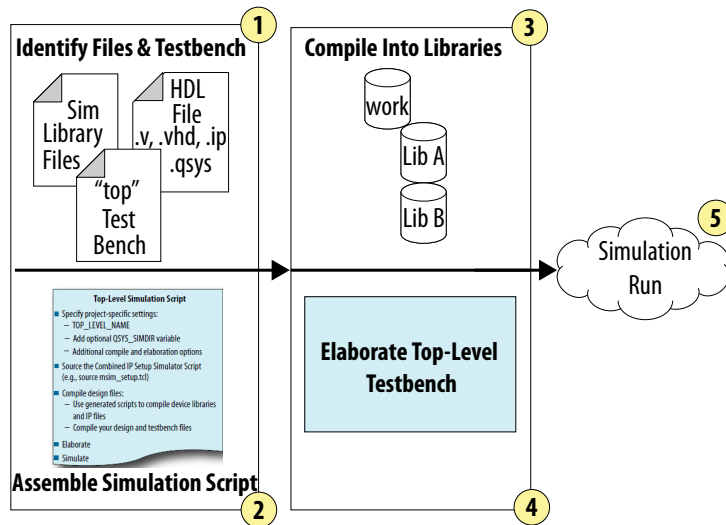 1
Identify Files & Testbench
Sim
Library
Files
HDL
File
.v, .vhd, .ip
.qsys
“top”
Test
Bench
Top-Level Simulation Script
■ Specify project-specific settings:
– TOP_LEVEL_NAME
– Add optional QSYS_SIMDIR variable
– Additional compile and elaboration options
■ Source the Combined IP Setup Simulator Script
(e.g., source msim_setup.tcl)
■ Compile design files:
– Use generated scripts to compile device libraries
and IP files
– Compile your design and testbench files
■ Elaborate
■ Simulate
Assemble Simulation Script
2
3
Compile Into Libraries
work
Lib A
Lib B
Elaborate Top-Level
Testbench
4
5
Simulation
Run